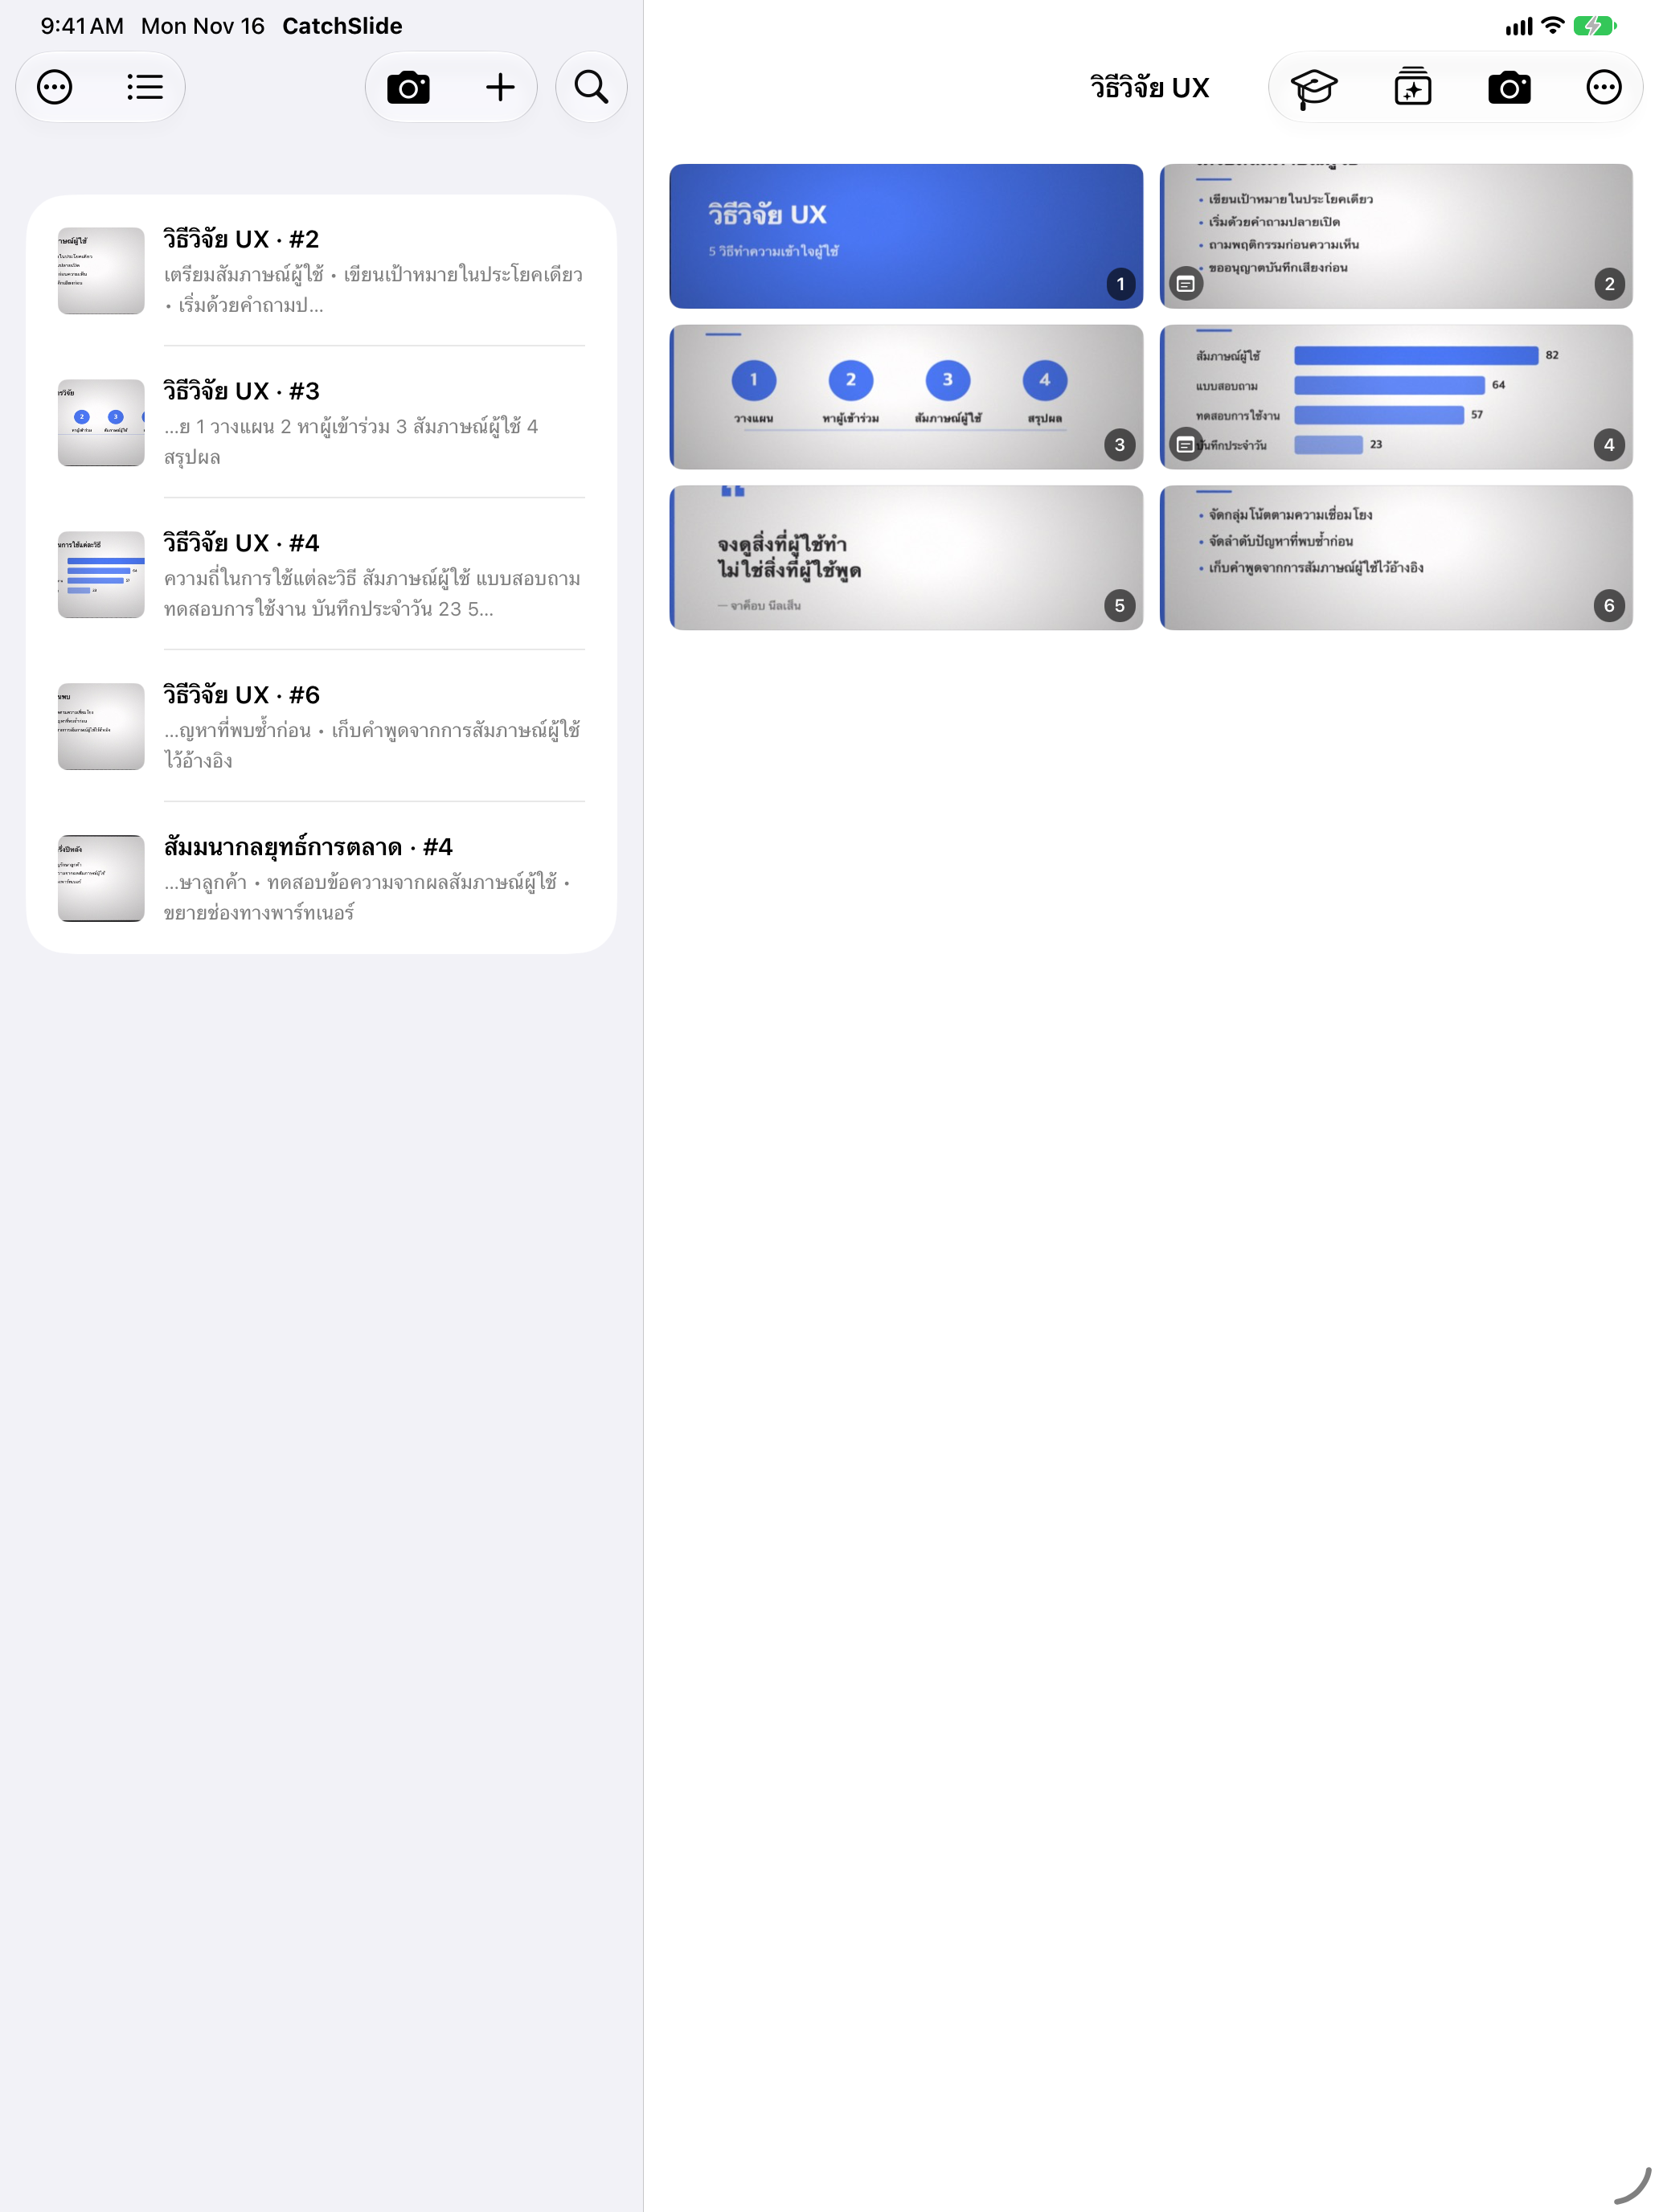 9:41 AM Mon Nov 16 CatchSlide
วิธีวิจัย UX · #2
เตรียมสัมภาษณ์ผู้ใช้ • เขียนเป้าหมายในประโยคเดียว
• เริ่มด้วยคำถามป...
วิธีวิจัย UX · #3
...ย 1 วางแผน 2 หาผู้เข้าร่วม 3 สัมภาษณ์ผู้ใช้ 4
สรุปผล
วิธีวิจัย UX · #4
ความถี่ในการใช้แต่ละวิธี สัมภาษณ์ผู้ใช้ แบบสอบถาม
ทดสอบการใช้งาน บันทึกประจำวัน 23 5...
วิธีวิจัย UX · #6
...ญหาที่พบซ้ำก่อน • เก็บคำพูดจากการสัมภาษณ์ผู้ใช้
ไว้อ้างอิง
สัมมนากลยุทธ์การตลาด · #4
...ษาลูกค้า • ทดสอบข้อความจากผลสัมภาษณ์ผู้ใช้ •
ขยายช่องทางพาร์ทเนอร์
วิธีวิจัย UX
วิธีวิจัย UX
5 วิธีทำความเข้าใจผู้ใช้
1
• เขียนเป้าหมายในประโยคเดียว
• เริ่มด้วยคำถามปลายเปิด
• ถามพฤติกรรมก่อนความเห็น
• ขออนุญาตบันทึกเสียงก่อน
2
1 2 3 4
วางแผน หาผู้เข้าร่วม สัมภาษณ์ผู้ใช้ สรุปผล
3
สัมภาษณ์ผู้ใช้ 82
แบบสอบถาม 64
ทดสอบการใช้งาน 57
บันทึกประจำวัน 23
4
จงดูสิ่งที่ผู้ใช้ทำ
ไม่ใช่สิ่งที่ผู้ใช้พูด
— จาค็อบ นีลเส็น
5
• จัดกลุ่มโน้ตตามความเชื่อมโยง
• จัดลำดับปัญหาที่พบซ้ำก่อน
• เก็บคำพูดจากการสัมภาษณ์ผู้ใช้ไว้อ้างอิง
6